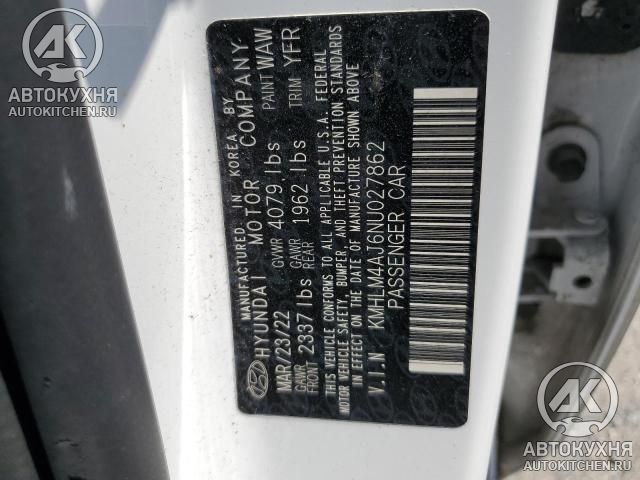 AK
АВТОКУХНЯ
AUTOKITCHEN.RU
MANUFACTURED IN KOREA BY
HYUNDAI MOTOR COMPANY
MAR/23/22 GVWR 4079 lbs PAINT WAW
GAWR FRONT 2337 lbs GAWR REAR 1962 lbs TRIM YFR
THIS VEHICLE CONFORMS TO ALL APPLICABLE U.S.A. FEDERAL
MOTOR VEHICLE SAFETY, BUMPER, AND THEFT PREVENTION STANDARDS
IN EFFECT ON THE DATE OF MANUFACTURE SHOWN ABOVE
V.I.N KMHLM4AJ6NU027862
PASSENGER CAR
AK
АВТОКУХНЯ
AUTOKITCHEN.RU